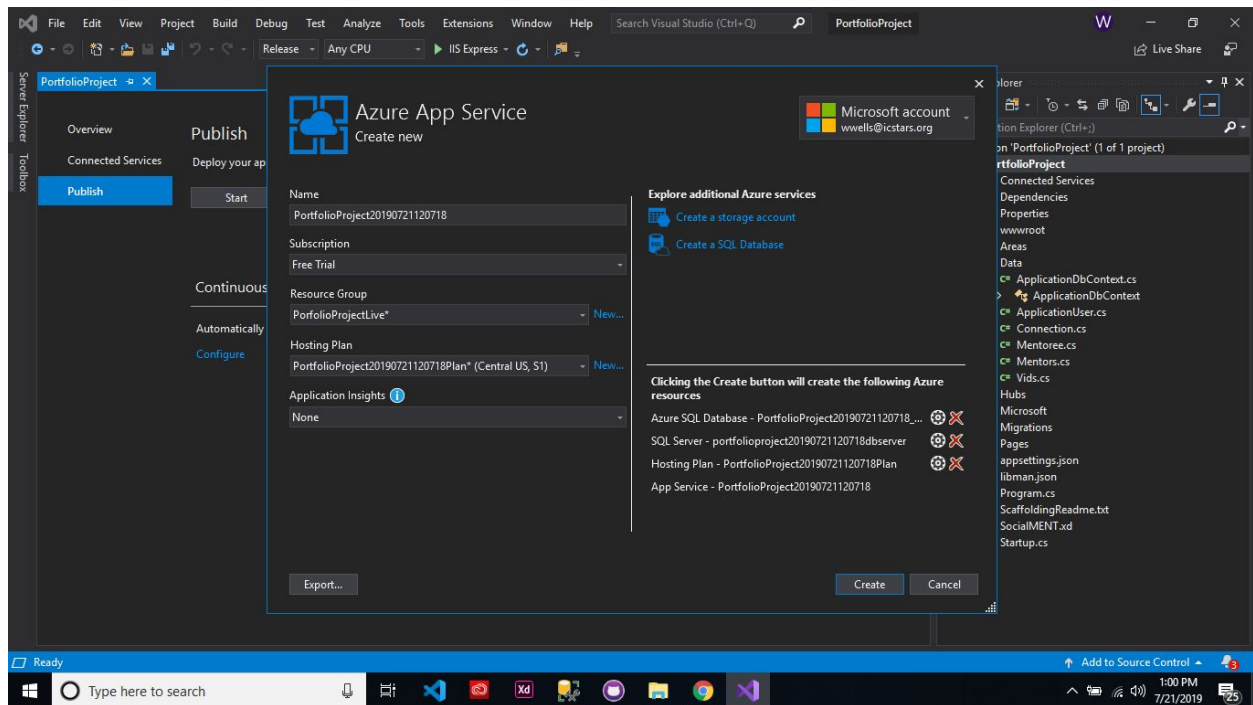 File Edit View Project Build Debug Test Analyze Tools Extensions Window Help Search Visual Studio (Ctrl+Q) PortfolioProject W
Release Any CPU IIS Express Live Share
Server Explorer
Toolbox
PortfolioProject
Overview
Connected Services
Publish
Publish
Deploy your ap
Start
Continuous
Automatically
Configure
Azure App Service
Create new
Microsoft account
wwells@icstars.org
Name
PortfolioProject20190721120718
Subscription
Free Trial
Resource Group
PorfolioProjectLive* New...
Hosting Plan
PortfolioProject20190721120718Plan* (Central US, S1) New...
Application Insights
None
Explore additional Azure services
Create a storage account
Create a SQL Database
Clicking the Create button will create the following Azure
resources
Azure SQL Database - PortfolioProject20190721120718_...
SQL Server - portfolioproject20190721120718dbserver
Hosting Plan - PortfolioProject20190721120718Plan
App Service - PortfolioProject20190721120718
Export... Create Cancel
plorer
tion Explorer (Ctrl+;)
on 'PortfolioProject' (1 of 1 project)
rtfolioProject
Connected Services
Dependencies
Properties
wwwroot
Areas
Data
C# ApplicationDbContext.cs
ApplicationDbContext
C# ApplicationUser.cs
C# Connection.cs
C# Mentoree.cs
C# Mentors.cs
C# Vids.cs
Hubs
Microsoft
Migrations
Pages
appsettings.json
libman.json
Program.cs
ScaffoldingReadme.txt
SocialMENT.xd
Startup.cs
Ready Add to Source Control 3
Type here to search Xd 1:00 PM
7/21/2019 25